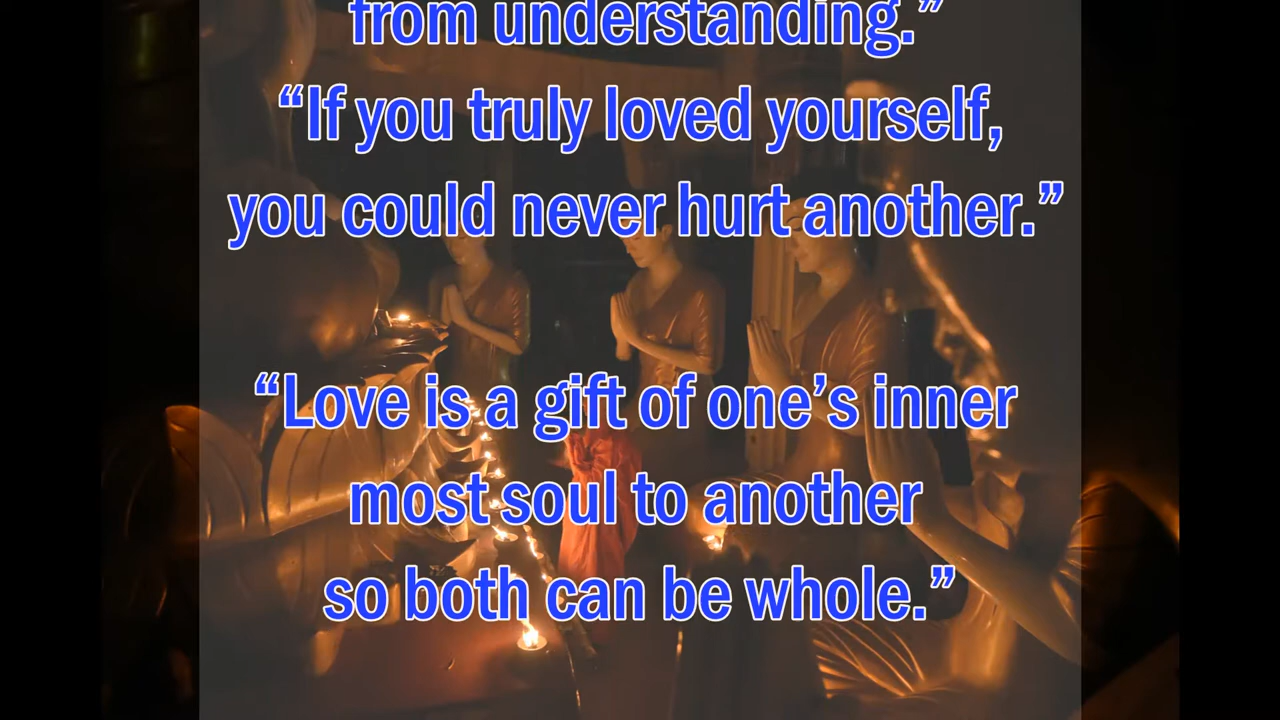 from understanding.”
“If you truly loved yourself,
you could never hurt another.”
“Love is a gift of one’s inner
most soul to another
so both can be whole.”